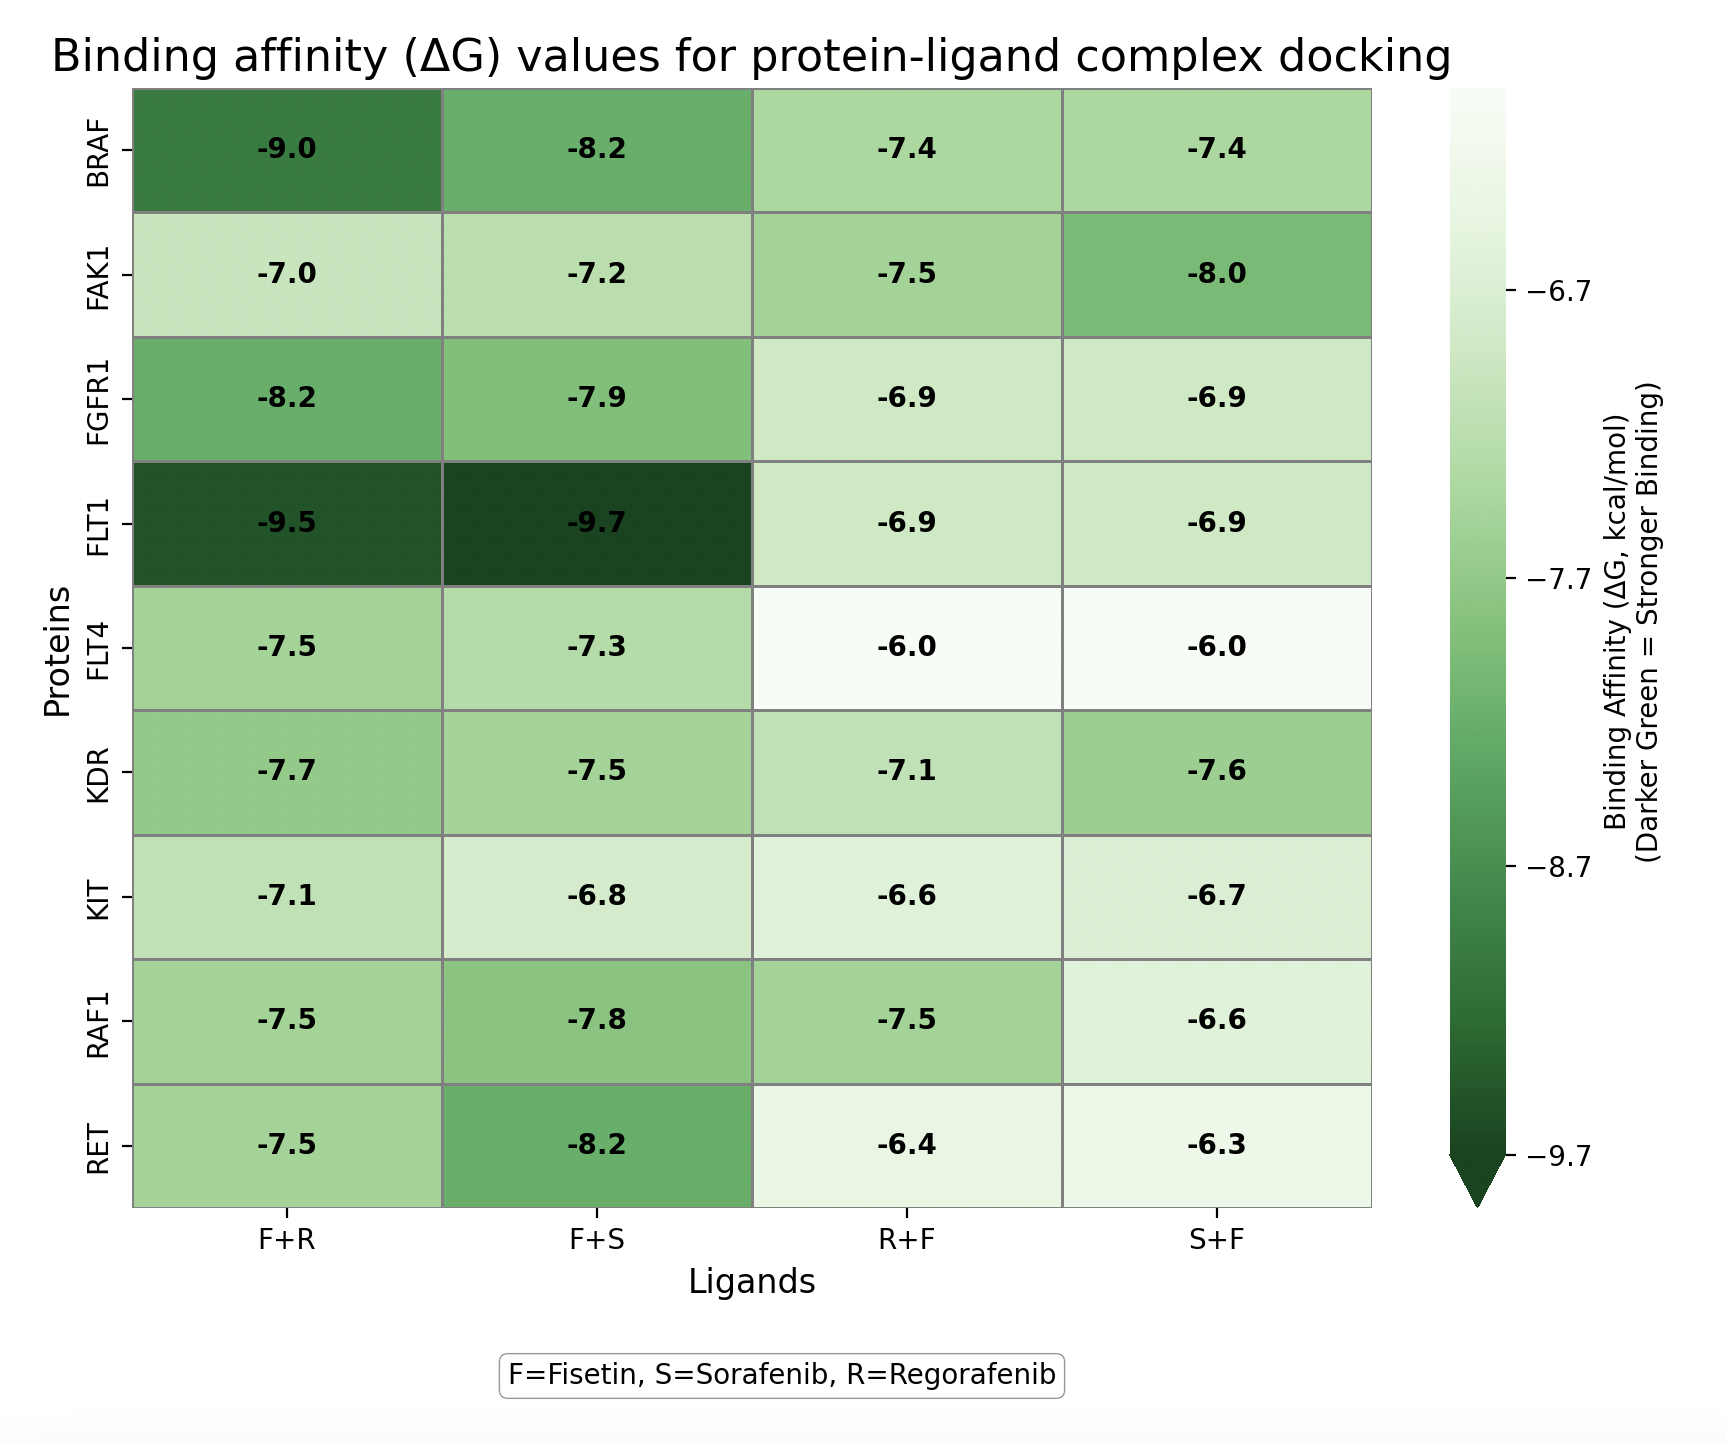 Binding affinity (ΔG) values for protein-ligand complex docking
Proteins
BRAF -9.0 -8.2 -7.4 -7.4
FAK1 -7.0 -7.2 -7.5 -8.0
FGFR1 -8.2 -7.9 -6.9 -6.9
FLT1 -9.5 -9.7 -6.9 -6.9
FLT4 -7.5 -7.3 -6.0 -6.0
KDR -7.7 -7.5 -7.1 -7.6
KIT -7.1 -6.8 -6.6 -6.7
RAF1 -7.5 -7.8 -7.5 -6.6
RET -7.5 -8.2 -6.4 -6.3
F+R F+S R+F S+F
Ligands
−6.7
−7.7
−8.7
−9.7
Binding Affinity (ΔG, kcal/mol)
(Darker Green = Stronger Binding)
F=Fisetin, S=Sorafenib, R=Regorafenib